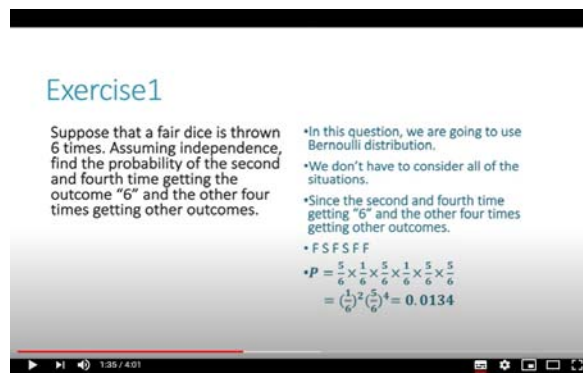 Exercise1
Suppose that a fair dice is thrown
6 times. Assuming independence,
find the probability of the second
and fourth time getting the
outcome “6” and the other four
times getting other outcomes.
•In this question, we are going to use
Bernoulli distribution.
•We don’t have to consider all of the
situations.
•Since the second and fourth time
getting “6” and the other four times
getting other outcomes.
• F S F S F F
•P = 5/6 × 1/6 × 5/6 × 1/6 × 5/6 × 5/6
= (1/6)²(5/6)⁴= 0.0134
1:35 / 4:01